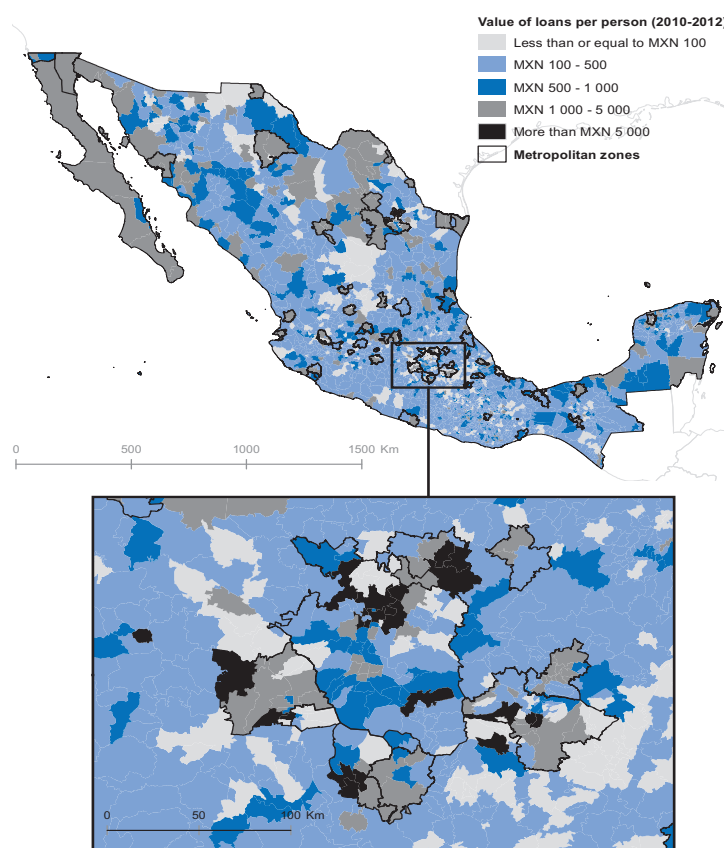 Value of loans per person (2010-2012)
Less than or equal to MXN 100
MXN 100 - 500
MXN 500 - 1 000
MXN 1 000 - 5 000
More than MXN 5 000
Metropolitan zones
0 500 1000 1500 Km
0 50 100 Km